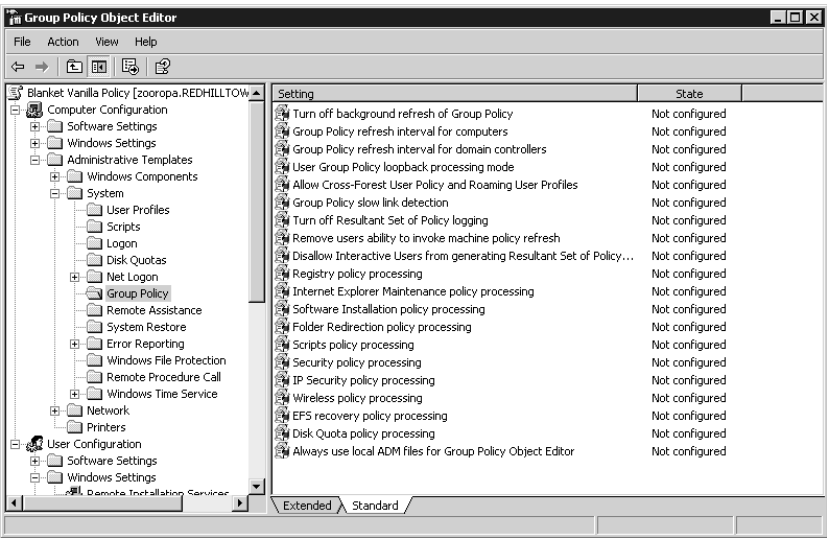 Group Policy Object Editor
File Action View Help
Blanket Vanilla Policy [zooropa.REDHILLTOW
Computer Configuration
Software Settings
Windows Settings
Administrative Templates
Windows Components
System
User Profiles
Scripts
Logon
Disk Quotas
Net Logon
Group Policy
Remote Assistance
System Restore
Error Reporting
Windows File Protection
Remote Procedure Call
Windows Time Service
Network
Printers
User Configuration
Software Settings
Windows Settings
Remote Installation Services
Setting State
Turn off background refresh of Group Policy Not configured
Group Policy refresh interval for computers Not configured
Group Policy refresh interval for domain controllers Not configured
User Group Policy loopback processing mode Not configured
Allow Cross-Forest User Policy and Roaming User Profiles Not configured
Group Policy slow link detection Not configured
Turn off Resultant Set of Policy logging Not configured
Remove users ability to invoke machine policy refresh Not configured
Disallow Interactive Users from generating Resultant Set of Policy... Not configured
Registry policy processing Not configured
Internet Explorer Maintenance policy processing Not configured
Software Installation policy processing Not configured
Folder Redirection policy processing Not configured
Scripts policy processing Not configured
Security policy processing Not configured
IP Security policy processing Not configured
Wireless policy processing Not configured
EFS recovery policy processing Not configured
Disk Quota policy processing Not configured
Always use local ADM files for Group Policy Object Editor Not configured
Extended Standard